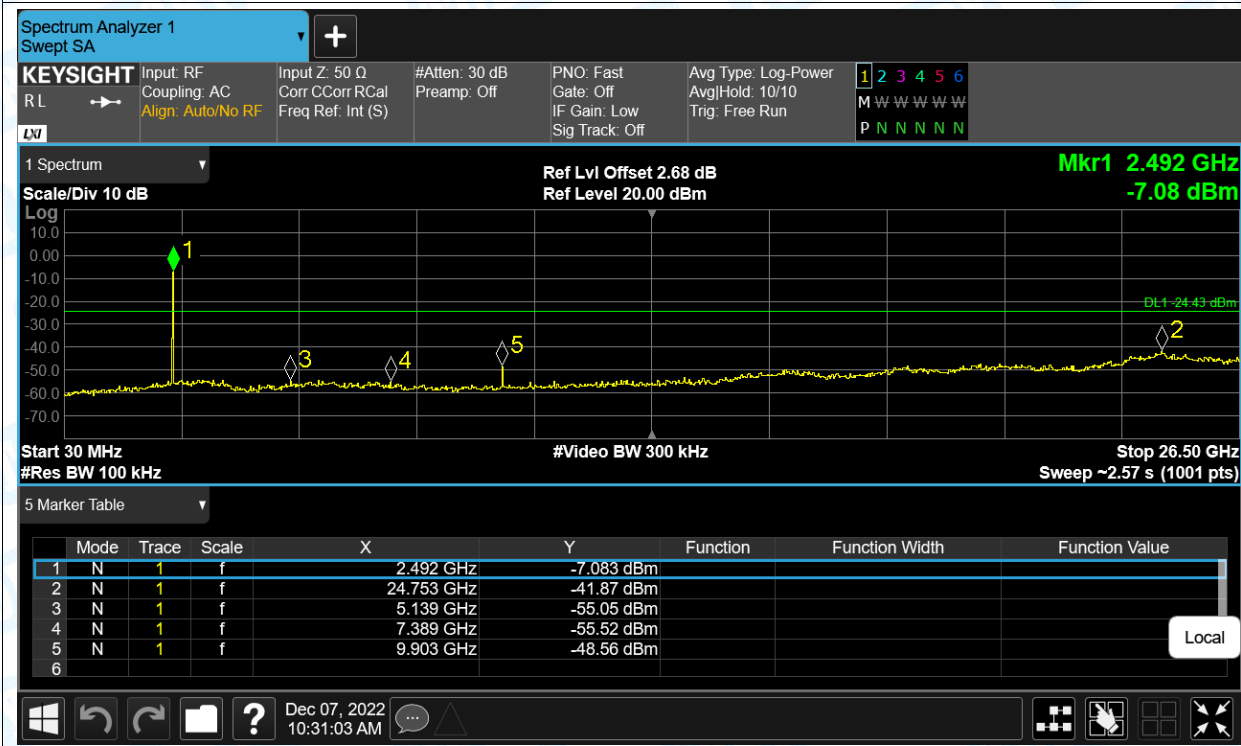 Spectrum Analyzer 1
Swept SA
KEYSIGHT
R L
LXI
Input: RF
Coupling: AC
Align: Auto/No RF
Input Z: 50 Ω
Corr CCorr RCal
Freq Ref: Int (S)
#Atten: 30 dB
Preamp: Off
PNO: Fast
Gate: Off
IF Gain: Low
Sig Track: Off
Avg Type: Log-Power
Avg|Hold: 10/10
Trig: Free Run
1 2 3 4 5 6
M W W W W W
P N N N N N
1 Spectrum
Scale/Div 10 dB
Ref Lvl Offset 2.68 dB
Ref Level 20.00 dBm
Mkr1 2.492 GHz
-7.08 dBm
Log
10.0
0.00
-10.0
-20.0
-30.0
-40.0
-50.0
-60.0
-70.0
1
DL1 -24.43 dBm
2
3
4
5
Start 30 MHz
#Video BW 300 kHz
Stop 26.50 GHz
#Res BW 100 kHz
Sweep ~2.57 s (1001 pts)
5 Marker Table
Mode Trace Scale X Y Function Function Width Function Value
1 N 1 f 2.492 GHz -7.083 dBm
2 N 1 f 24.753 GHz -41.87 dBm
3 N 1 f 5.139 GHz -55.05 dBm
4 N 1 f 7.389 GHz -55.52 dBm
5 N 1 f 9.903 GHz -48.56 dBm
6
Local
?
Dec 07, 2022
10:31:03 AM